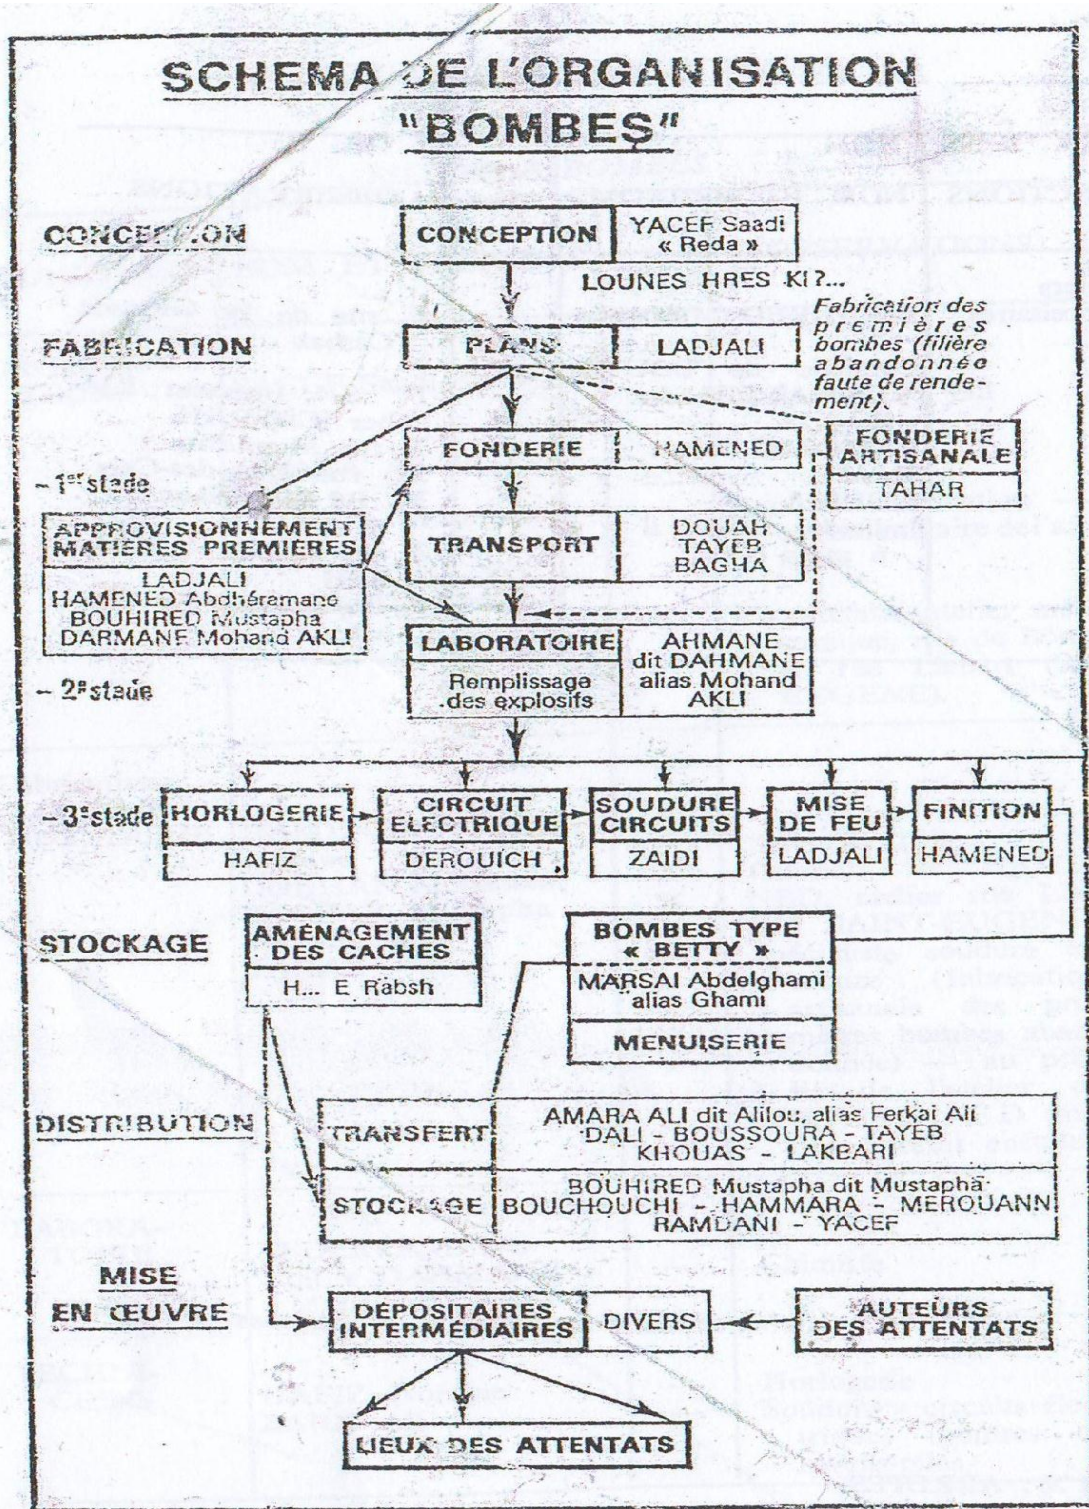 SCHEMA DE L'ORGANISATION
"BOMBES"
CONCEPTION
CONCEPTION
YACEF Saadi
« Reda »
LOUNES HRES KI?...
FABRICATION
PLANS
LADJALI
Fabrication des
premières
bombes (filière
abandonnée
faute de rende-
ment).
FONDERIE
HAMENED
FONDERIE
ARTISANALE
TAHAR
- 1er stade
APPROVISIONNEMENT
MATIÈRES PREMIÈRES
LADJALI
HAMENED Abdhéramane
BOUHIRED Mustapha
DARMANE Mohand AKLI
TRANSPORT
DOUAH
TAYEB
BAGHA
LABORATOIRE
Remplissage
des explosifs
AHMANE
dit DAHMANE
alias Mohand
AKLI
- 2e stade
- 3e stade
HORLOGERIE
HAFIZ
CIRCUIT
ELECTRIQUE
DEROUICH
SOUDURE
CIRCUITS
ZAIDI
MISE
DE FEU
LADJALI
FINITION
HAMENED
STOCKAGE
AMÉNAGEMENT
DES CACHES
H... E Rabsh
BOMBES TYPE
« BETTY »
MARSAI Abdelghami
alias Ghami
MENUISERIE
DISTRIBUTION
TRANSFERT
AMARA ALI dit Alilou, alias Ferkai Ali
DALI - BOUSSOURA - TAYEB
KHOUAS - LAKEARI
STOCKAGE
BOUHIRED Mustapha dit Mustapha
BOUCHOUCHI - HAMMARA - MEROUANN
RAMDANI - YACEF
MISE
EN ŒUVRE
DÉPOSITAIRES
INTERMÉDIAIRES
DIVERS
AUTEURS
DES ATTENTATS
LIEUX DES ATTENTATS